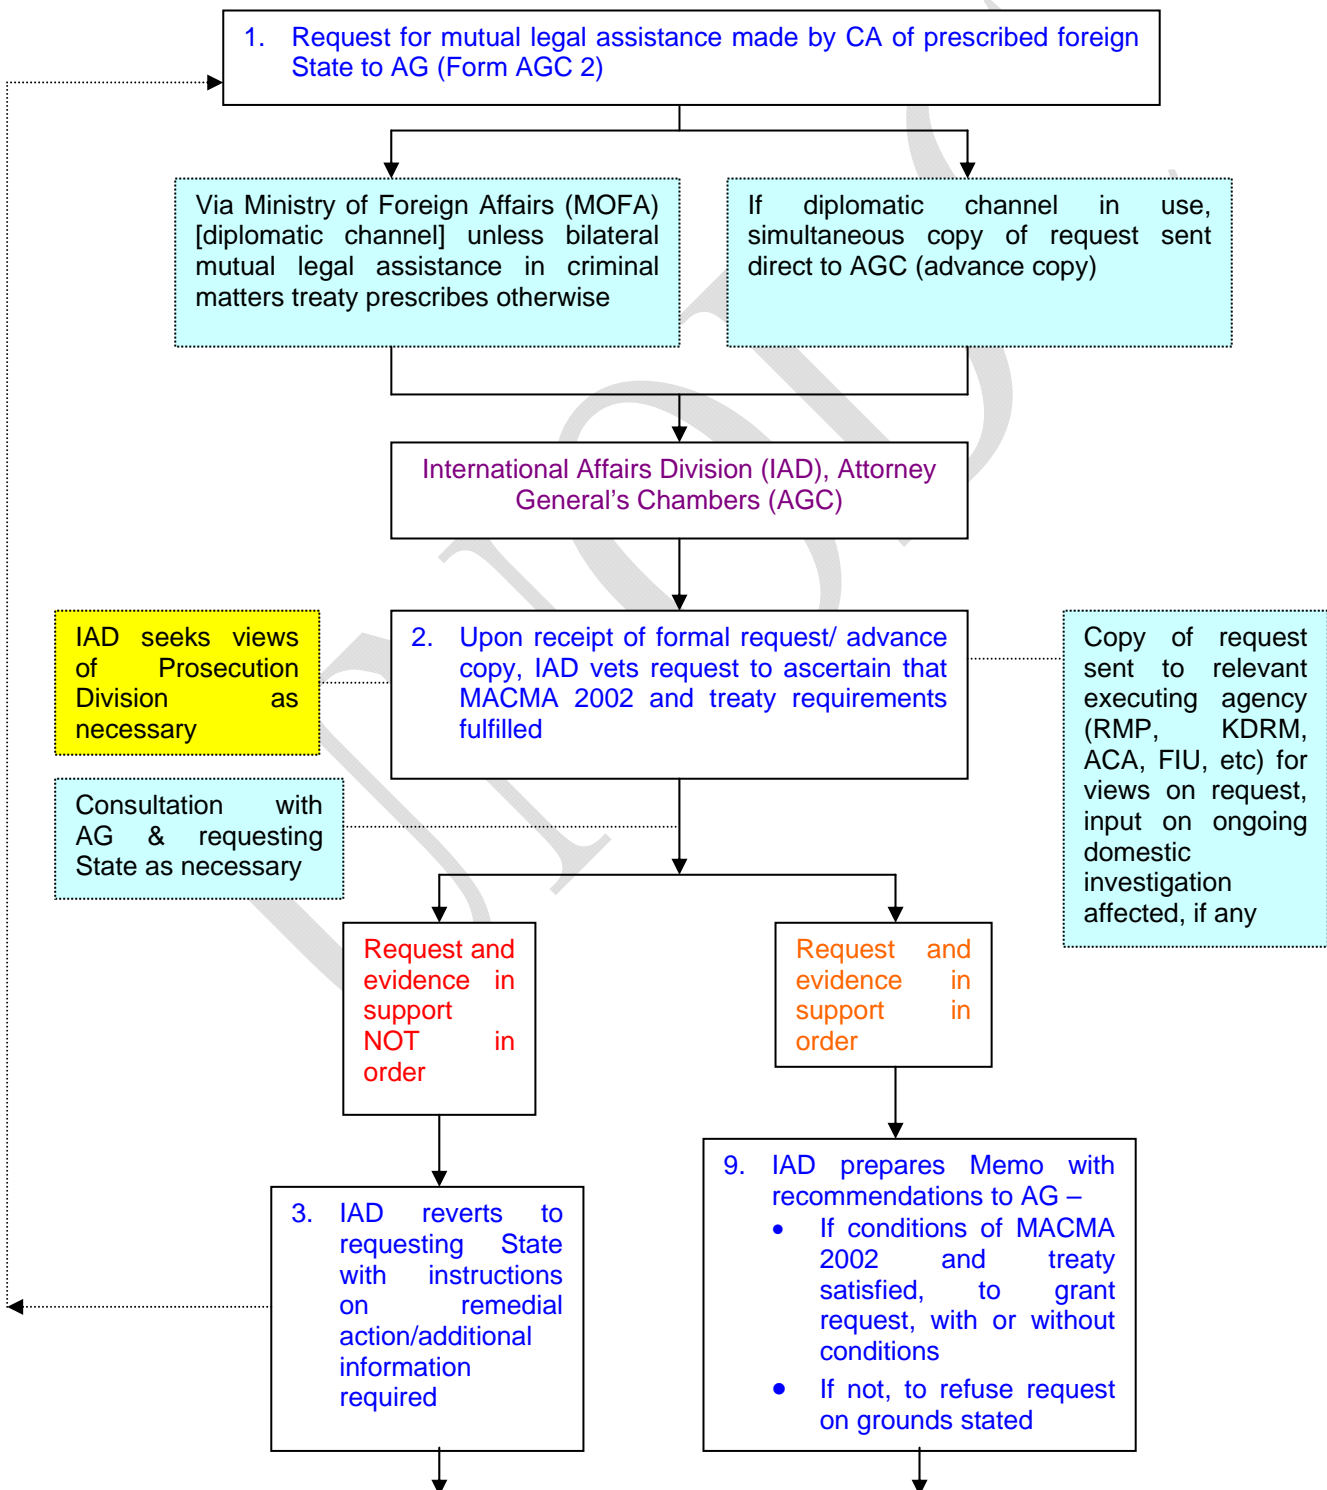 1. Request for mutual legal assistance made by CA of prescribed foreign
State to AG (Form AGC 2)
Via Ministry of Foreign Affairs (MOFA)
[diplomatic channel] unless bilateral
mutual legal assistance in criminal
matters treaty prescribes otherwise
If diplomatic channel in use,
simultaneous copy of request sent
direct to AGC (advance copy)
International Affairs Division (IAD), Attorney
General’s Chambers (AGC)
IAD seeks views
of Prosecution
Division as
necessary
2. Upon receipt of formal request/ advance
copy, IAD vets request to ascertain that
MACMA 2002 and treaty requirements
fulfilled
Copy of request
sent to relevant
executing agency
(RMP, KDRM,
ACA, FIU, etc) for
views on request,
input on ongoing
domestic
investigation
affected, if any
Consultation with
AG & requesting
State as necessary
Request and
evidence in
support
NOT in
order
Request and
evidence in
support in
order
3. IAD reverts to
requesting State
with instructions
on remedial
action/additional
information
required
9. IAD prepares Memo with
recommendations to AG –
• If conditions of MACMA
2002 and treaty
satisfied, to grant
request, with or without
conditions
• If not, to refuse request
on grounds stated